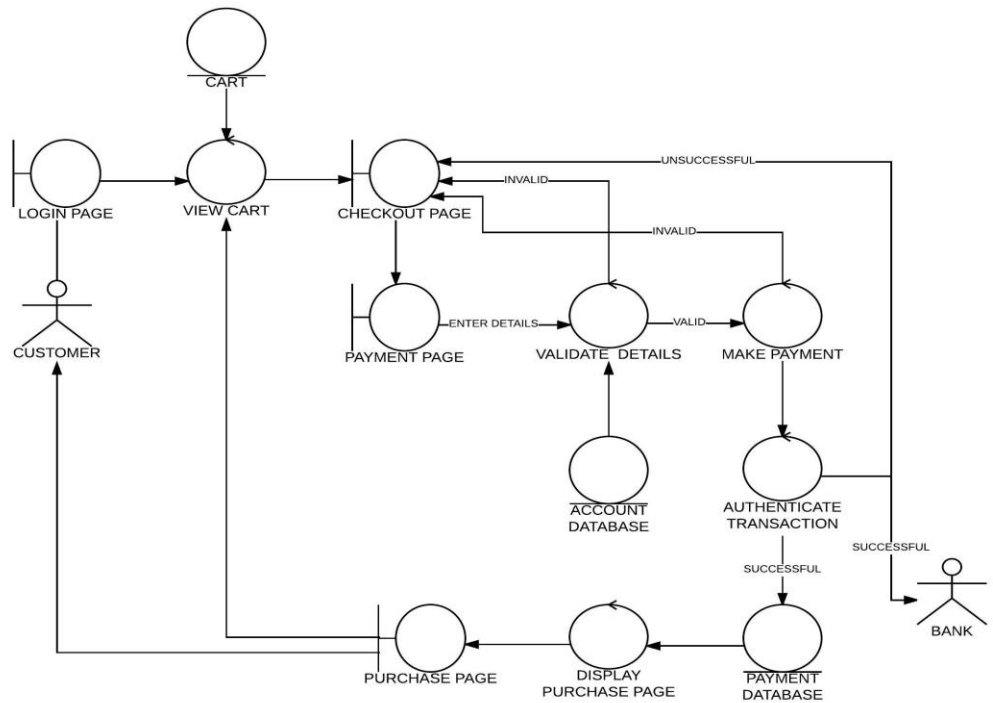 CART
UNSUCCESSFUL
INVALID
LOGIN PAGE
VIEW CART
CHECKOUT PAGE
INVALID
ENTER DETAILS
VALID
CUSTOMER
PAYMENT PAGE
VALIDATE DETAILS
MAKE PAYMENT
ACCOUNT
DATABASE
AUTHENTICATE
TRANSACTION
SUCCESSFUL
SUCCESSFUL
BANK
PURCHASE PAGE
DISPLAY
PURCHASE PAGE
PAYMENT
DATABASE